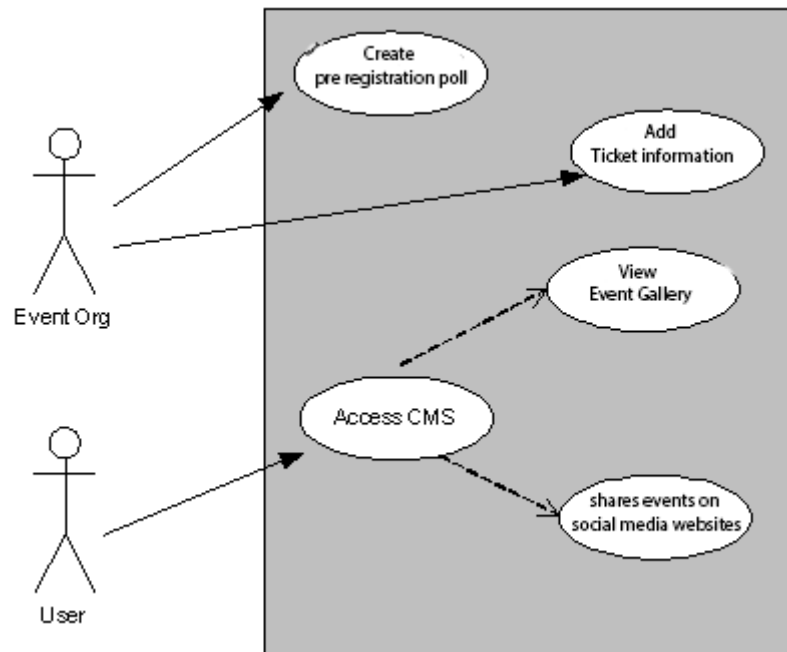 Create
pre registration poll
Add
Ticket information
Event Org
View
Event Gallery
Access CMS
shares events on
social media websites
User